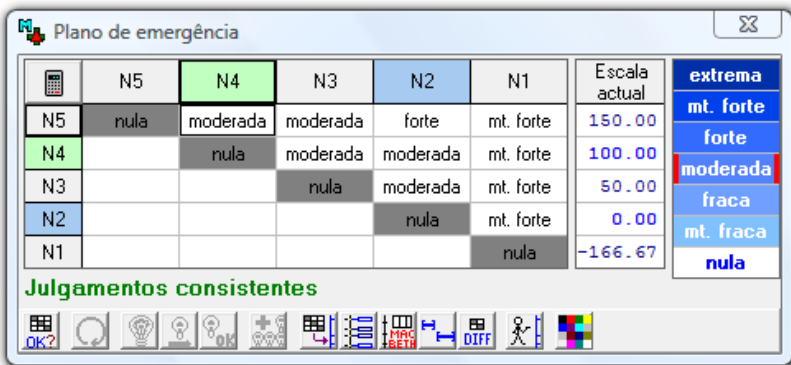 Plano de emergência
N5 N4 N3 N2 N1 Escala actual
N5 nula moderada moderada forte mt. forte 150.00
N4 nula moderada moderada mt. forte 100.00
N3 nula moderada mt. forte 50.00
N2 nula mt. forte 0.00
N1 nula -166.67
extrema
mt. forte
forte
moderada
fraca
mt. fraca
nula
Julgamentos consistentes
OK? OK MAC BETH DIFF